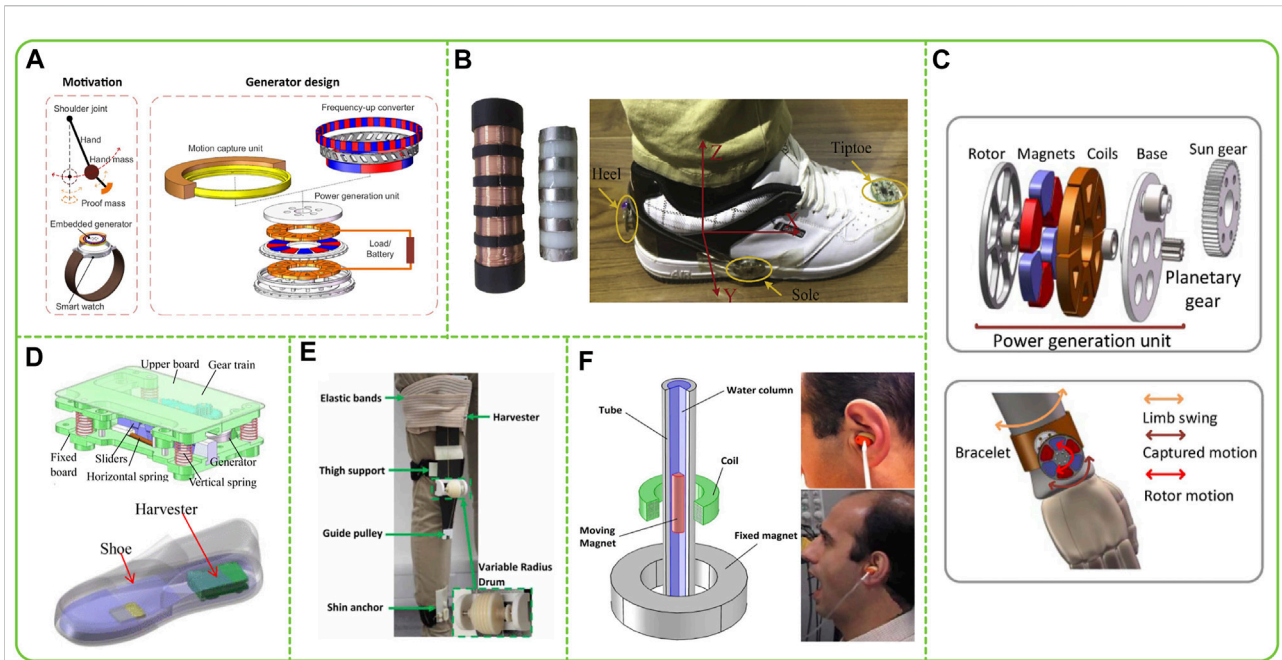 A
Motivation
Generator design
Shoulder joint
Hand
Hand mass
Proof mass
Embedded generator
Smart watch
Frequency-up converter
Motion capture unit
Power generation unit
Load/
Battery
B
Heel
Z
Tiptoe
Y
Sole
C
Rotor
Magnets
Coils
Base
Sun gear
Planetary
gear
Power generation unit
Bracelet
Limb swing
Captured motion
Rotor motion
D
Upper board
Gear train
Fixed
board
Sliders
Horizontal spring
Generator
Vertical spring
Harvester
Shoe
E
Elastic bands
Harvester
Thigh support
Guide pulley
Variable Radius
Drum
Shin anchor
F
Water column
Tube
Coil
Moving
Magnet
Fixed magnet